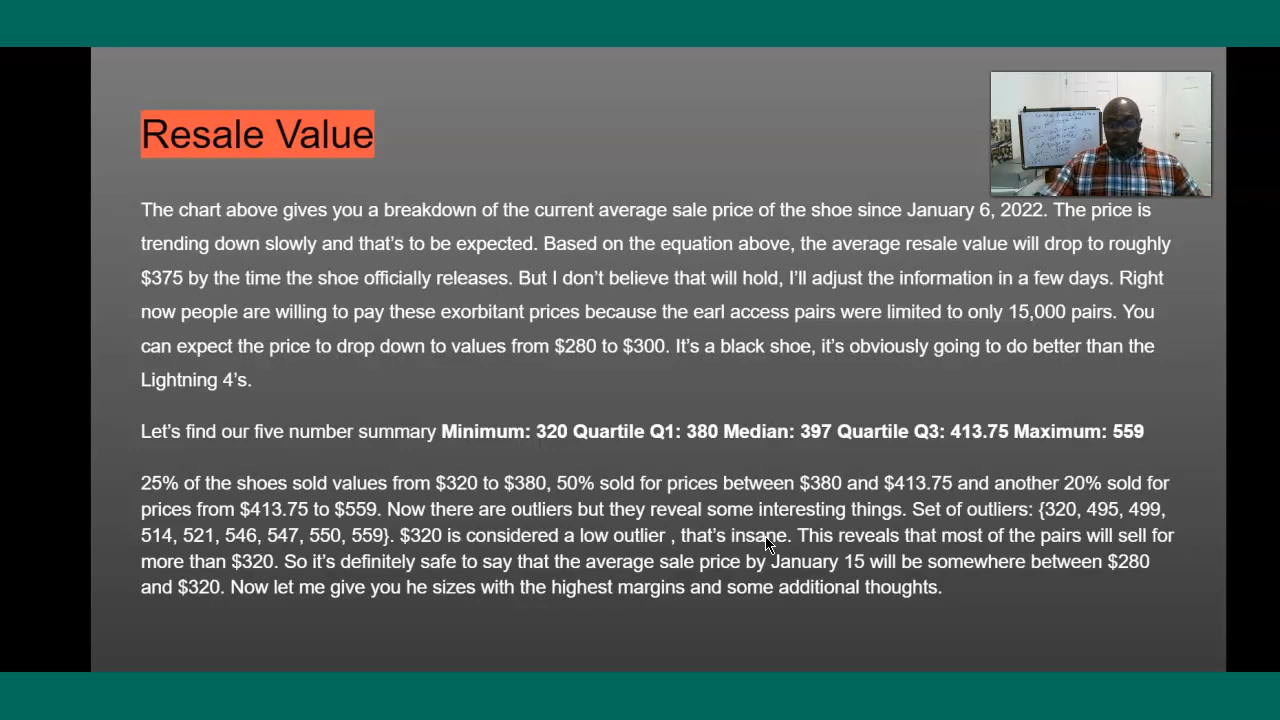 Resale Value
The chart above gives you a breakdown of the current average sale price of the shoe since January 6, 2022. The price is
trending down slowly and that's to be expected. Based on the equation above, the average resale value will drop to roughly
$375 by the time the shoe officially releases. But I don’t believe that will hold, I’ll adjust the information in a few days. Right
now people are willing to pay these exorbitant prices because the earl access pairs were limited to only 15,000 pairs. You
can expect the price to drop down to values from $280 to $300. It’s a black shoe, it’s obviously going to do better than the
Lightning 4’s.
Let’s find our five number summary Minimum: 320 Quartile Q1: 380 Median: 397 Quartile Q3: 413.75 Maximum: 559
25% of the shoes sold values from $320 to $380, 50% sold for prices between $380 and $413.75 and another 20% sold for
prices from $413.75 to $559. Now there are outliers but they reveal some interesting things. Set of outliers: {320, 495, 499,
514, 521, 546, 547, 550, 559}. $320 is considered a low outlier , that’s insane. This reveals that most of the pairs will sell for
more than $320. So it’s definitely safe to say that the average sale price by January 15 will be somewhere between $280
and $320. Now let me give you he sizes with the highest margins and some additional thoughts.